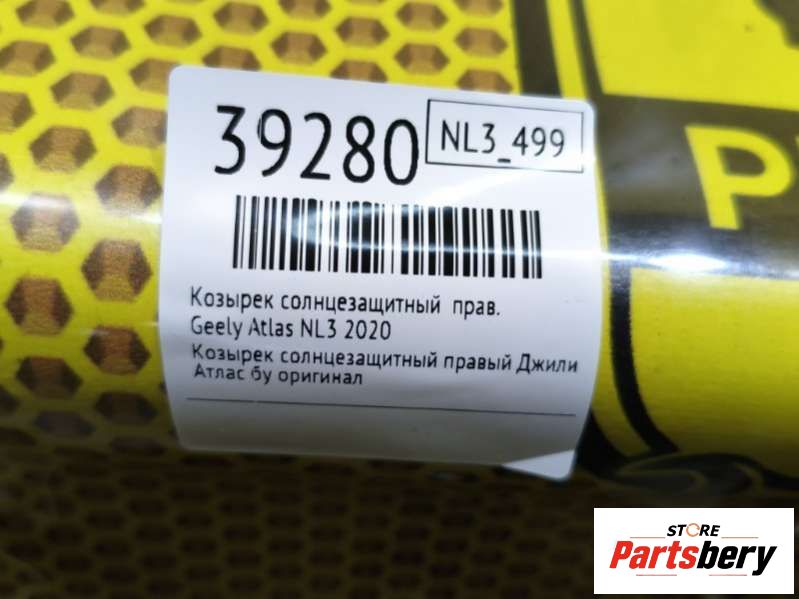 39280
NL3_499
Козырек солнцезащитный прав.
Geely Atlas NL3 2020
Козырек солнцезащитный правый Джили
Атлас бу оригинал
STORE
Partsbery